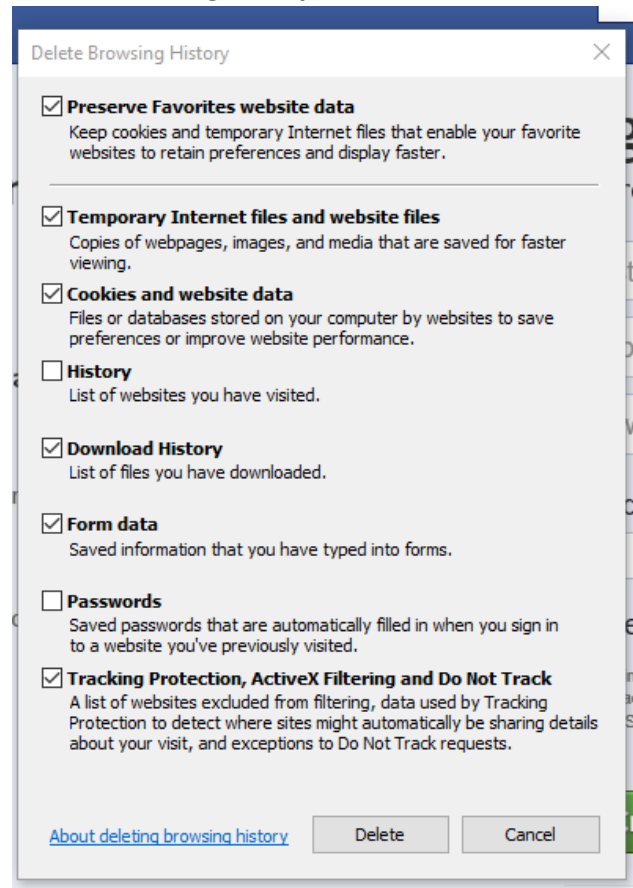 Delete Browsing History
Preserve Favorites website data
Keep cookies and temporary Internet files that enable your favorite
websites to retain preferences and display faster.
Temporary Internet files and website files
Copies of webpages, images, and media that are saved for faster
viewing.
Cookies and website data
Files or databases stored on your computer by websites to save
preferences or improve website performance.
History
List of websites you have visited.
Download History
List of files you have downloaded.
Form data
Saved information that you have typed into forms.
Passwords
Saved passwords that are automatically filled in when you sign in
to a website you've previously visited.
Tracking Protection, ActiveX Filtering and Do Not Track
A list of websites excluded from filtering, data used by Tracking
Protection to detect where sites might automatically be sharing details
about your visit, and exceptions to Do Not Track requests.
About deleting browsing history
Delete
Cancel